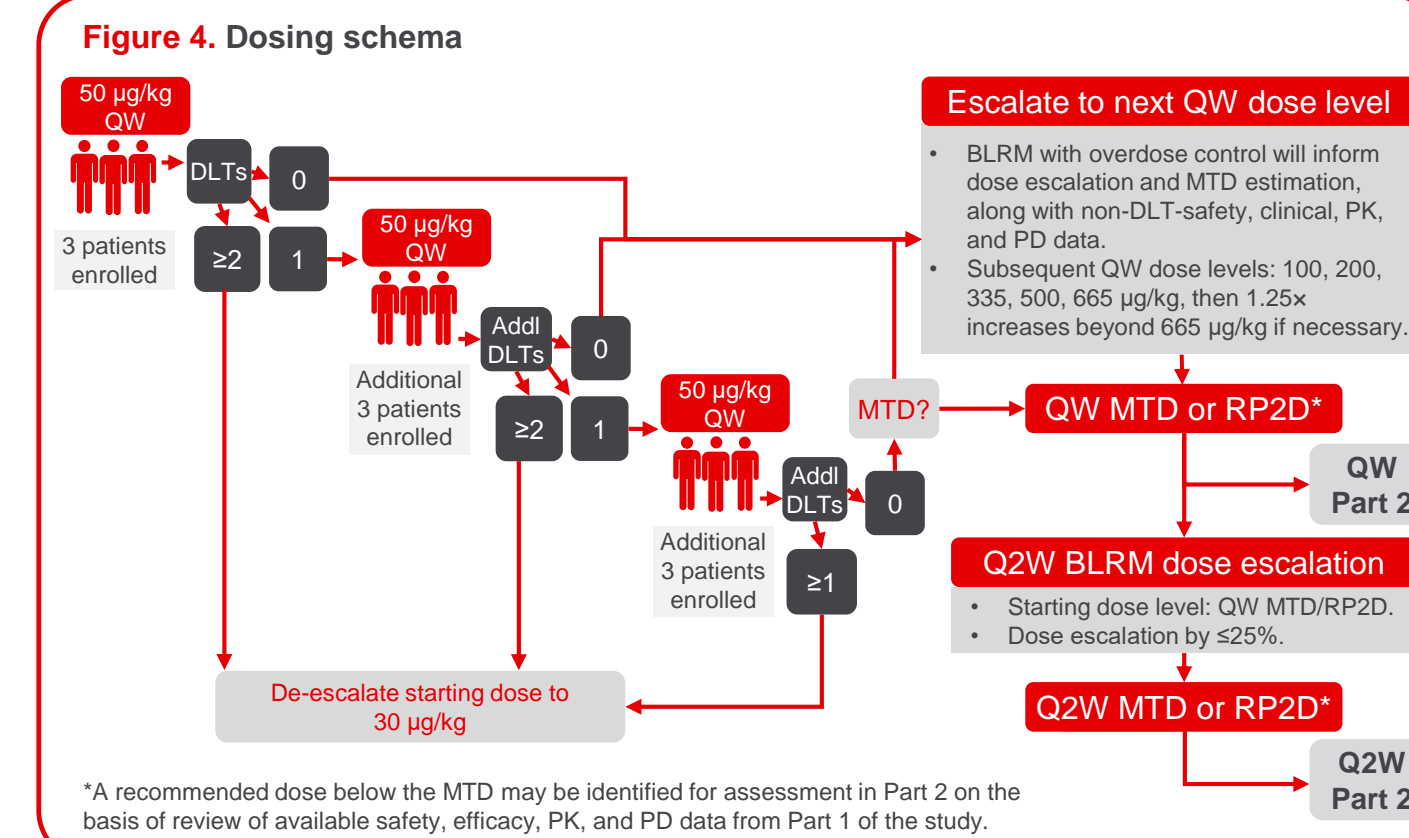 Figure 4. Dosing schema
50 µg/kg
QW
3 patients
enrolled
DLTs
0
≥2
1
50 µg/kg
QW
Additional
3 patients
enrolled
Addl
DLTs
0
≥2
1
50 µg/kg
QW
Additional
3 patients
enrolled
Addl
DLTs
0
≥1
MTD?
De-escalate starting dose to
30 µg/kg
Escalate to next QW dose level
• BLRM with overdose control will inform
dose escalation and MTD estimation,
along with non-DLT-safety, clinical, PK,
and PD data.
• Subsequent QW dose levels: 100, 200,
335, 500, 665 µg/kg, then 1.25×
increases beyond 665 µg/kg if necessary.
QW MTD or RP2D*
QW
Part 2
Q2W BLRM dose escalation
• Starting dose level: QW MTD/RP2D.
• Dose escalation by ≤25%.
Q2W MTD or RP2D*
Q2W
Part 2
*A recommended dose below the MTD may be identified for assessment in Part 2 on the
basis of review of available safety, efficacy, PK, and PD data from Part 1 of the study.